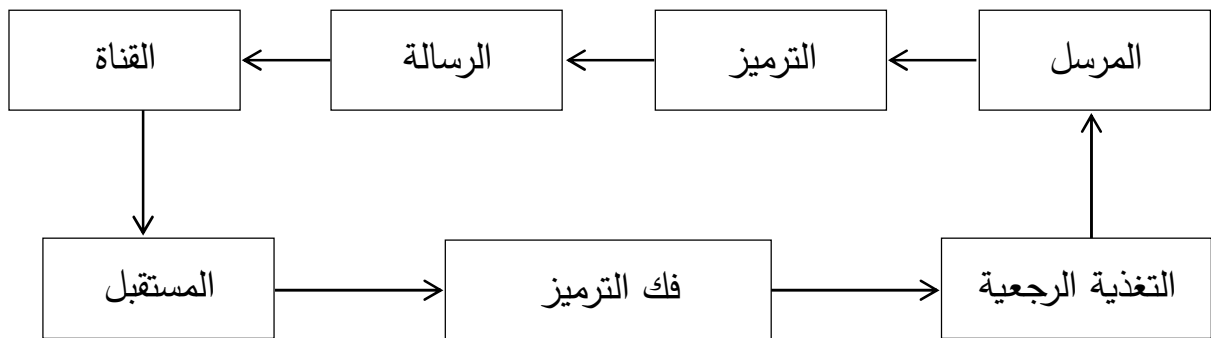 المرسل
الترميز
الرسالة
القناة
المستقبل
فك الترميز
التغذية الرجعية